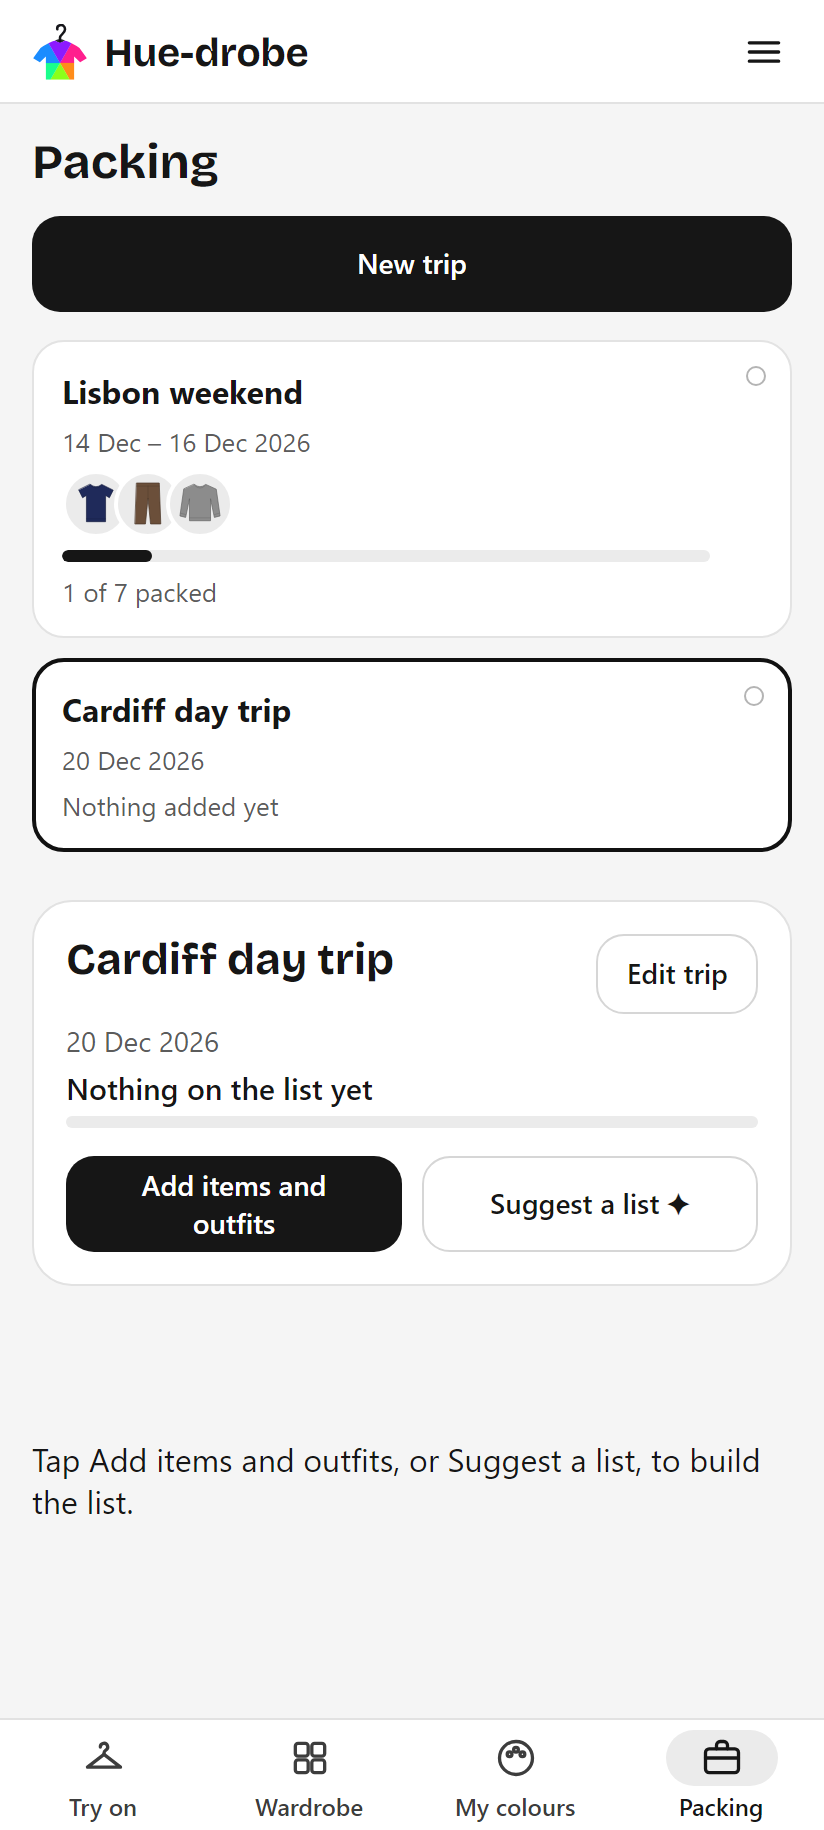 Hue-drobe
Packing
New trip
Lisbon weekend
14 Dec – 16 Dec 2026
1 of 7 packed
Cardiff day trip
20 Dec 2026
Nothing added yet
Cardiff day trip
Edit trip
20 Dec 2026
Nothing on the list yet
Add items and
outfits
Suggest a list ✦
Tap Add items and outfits, or Suggest a list, to build
the list.
Try on
Wardrobe
My colours
Packing